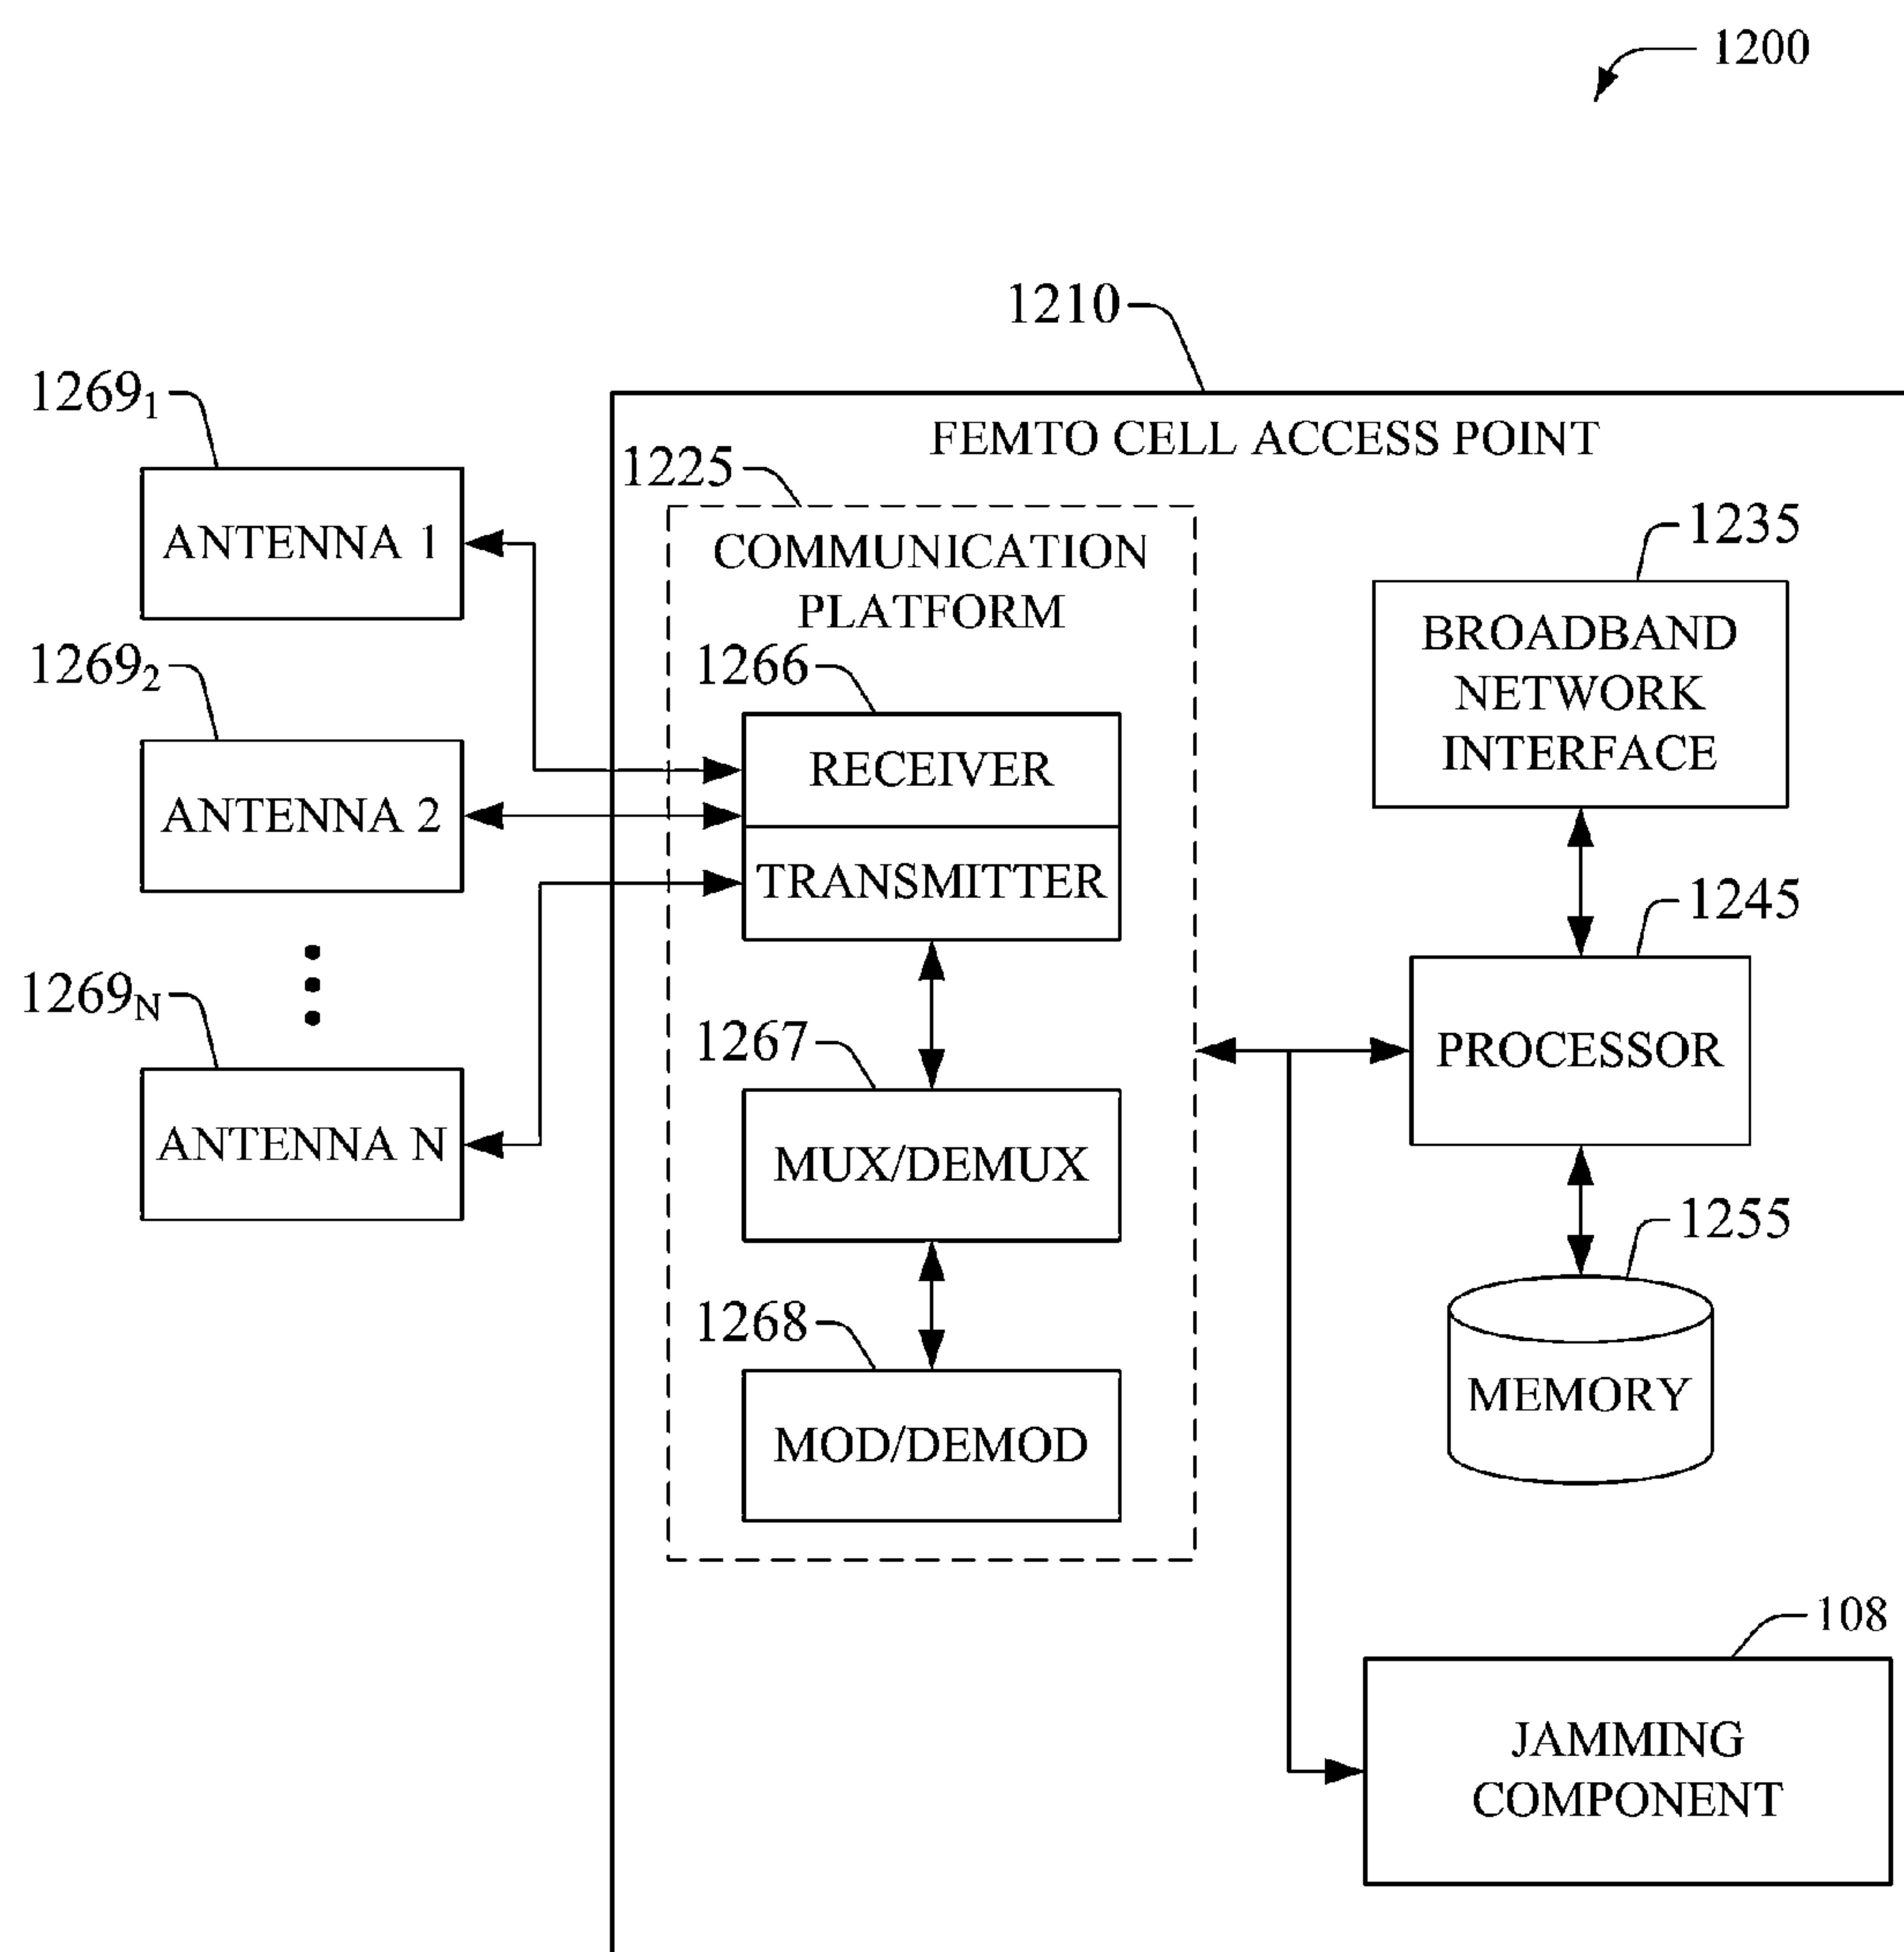 1200
1210
FEMTO CELL ACCESS POINT
1269₁
ANTENNA 1
1269₂
ANTENNA 2
1269N
ANTENNA N
1225
COMMUNICATION
PLATFORM
1266
RECEIVER
TRANSMITTER
1267
MUX/DEMUX
1268
MOD/DEMOD
1235
BROADBAND
NETWORK
INTERFACE
1245
PROCESSOR
1255
MEMORY
108
JAMMING
COMPONENT